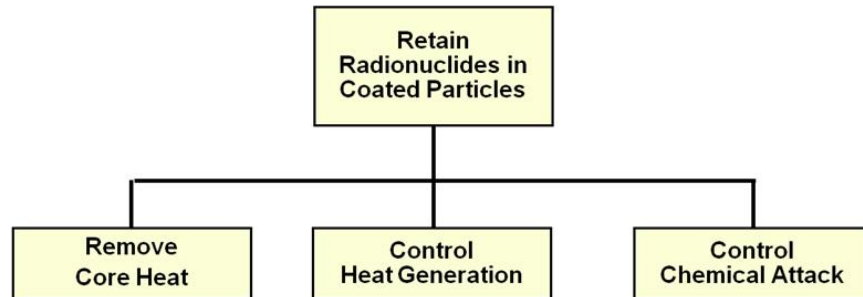 Retain
Radionuclides in
Coated Particles
Remove
Core Heat
Control
Heat Generation
Control
Chemical Attack